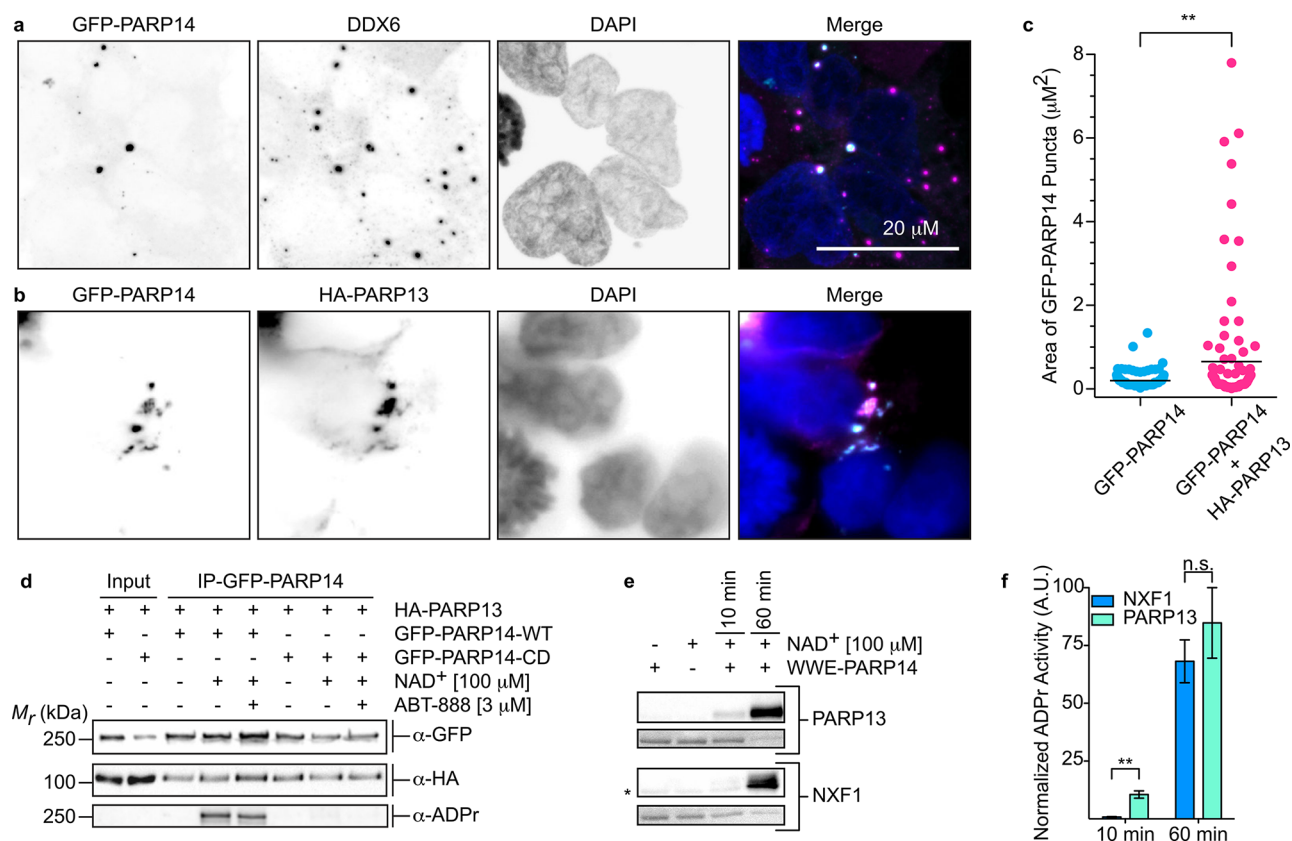 a
GFP-PARP14 DDX6 DAPI Merge
20 μM
b
GFP-PARP14 HA-PARP13 DAPI Merge
c
**
Area of GFP-PARP14 Puncta (μM2)
8
6
4
2
0
GFP-PARP14
GFP-PARP14
+
HA-PARP13
d
Input IP-GFP-PARP14
+ + + + + + + + HA-PARP13
+ - + + + - - - GFP-PARP14-WT
- + - - - + + + GFP-PARP14-CD
- - - + + - + + NAD+ [100 μM]
- - - - + - - + ABT-888 [3 μM]
Mr (kDa)
250 α-GFP
100 α-HA
250 α-ADPr
e
10 min 60 min
- + + + NAD+ [100 μM]
+ - + + WWE-PARP14
PARP13
* NXF1
f
Normalized ADPr Activity (A.U.)
n.s.
NXF1
PARP13
**
100
75
50
25
10 min 60 min